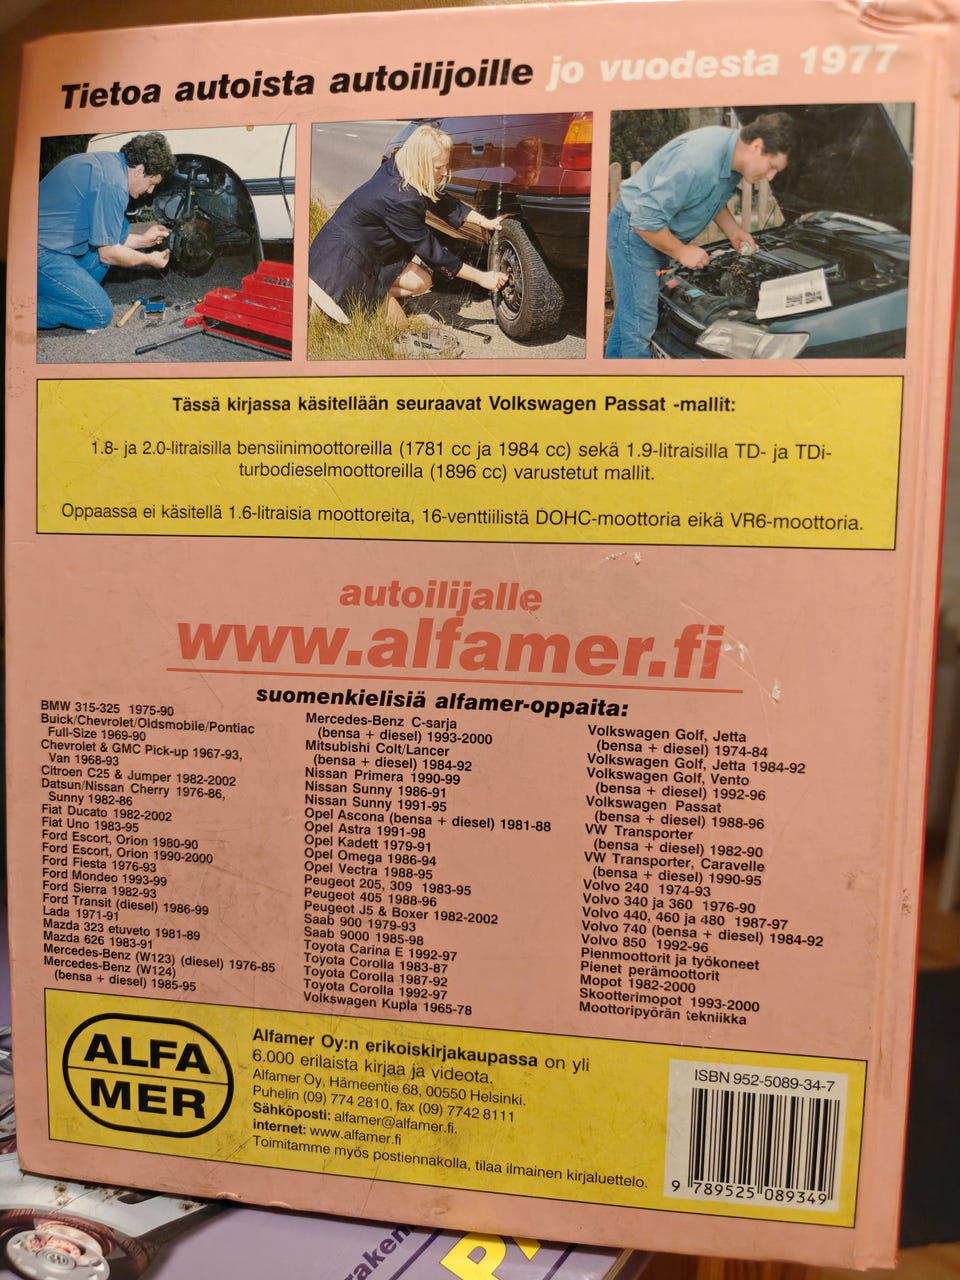 Tietoa autoista autoilijoille jo vuodesta 1977
Tässä kirjassa käsitellään seuraavat Volkswagen Passat -mallit:
1.8- ja 2.0-litraisilla bensiinimoottoreilla (1781 cc ja 1984 cc) sekä 1.9-litraisilla TD- ja TDi-
turbodieselmoottoreilla (1896 cc) varustetut mallit.
Oppaassa ei käsitellä 1.6-litraisia moottoreita, 16-venttiilistä DOHC-moottoria eikä VR6-moottoria.
autoilijalle
www.alfamer.fi
suomenkielisiä alfamer-oppaita:
BMW 315-325 1975-90
Buick/Chevrolet/Oldsmobile/Pontiac
Full-Size 1969-90
Chevrolet & GMC Pick-up 1967-93,
Van 1968-93
Citroen C25 & Jumper 1982-2002
Datsun/Nissan Cherry 1976-86,
Sunny 1982-86
Fiat Ducato 1982-2002
Fiat Uno 1983-95
Ford Escort, Orion 1980-90
Ford Escort, Orion 1990-2000
Ford Fiesta 1976-93
Ford Mondeo 1993-99
Ford Sierra 1982-93
Ford Transit (diesel) 1986-99
Lada 1971-91
Mazda 323 etuveto 1981-89
Mazda 626 1983-91
Mercedes-Benz (W123) (diesel) 1976-85
Mercedes-Benz (W124)
(bensa + diesel) 1985-95
Mercedes-Benz C-sarja
(bensa + diesel) 1993-2000
Mitsubishi Colt/Lancer
(bensa + diesel) 1984-92
Nissan Primera 1990-99
Nissan Sunny 1986-91
Nissan Sunny 1991-95
Opel Ascona (bensa + diesel) 1981-88
Opel Astra 1991-98
Opel Kadett 1979-91
Opel Omega 1986-94
Opel Vectra 1988-95
Peugeot 205, 309 1983-95
Peugeot 405 1988-96
Peugeot J5 & Boxer 1982-2002
Saab 900 1979-93
Saab 9000 1985-98
Toyota Carina E 1992-97
Toyota Corolla 1983-87
Toyota Corolla 1987-92
Toyota Corolla 1992-97
Volkswagen Kupla 1965-78
Volkswagen Golf, Jetta
(bensa + diesel) 1974-84
Volkswagen Golf, Jetta 1984-92
Volkswagen Golf, Vento
(bensa + diesel) 1992-96
Volkswagen Passat
(bensa + diesel) 1988-96
VW Transporter
(bensa + diesel) 1982-90
VW Transporter, Caravelle
(bensa + diesel) 1990-95
Volvo 240 1974-93
Volvo 340 ja 360 1976-90
Volvo 440, 460 ja 480 1987-97
Volvo 740 (bensa + diesel) 1984-92
Volvo 850 1992-96
Pienmoottorit ja työkoneet
Pienet perämoottorit
Mopot 1982-2000
Skootterimopot 1993-2000
Moottoripyörän tekniikka
ALFA
MER
Alfamer Oy:n erikoiskirjakaupassa on yli
6.000 erilaista kirjaa ja videota.
Alfamer Oy, Hämeentie 68, 00550 Helsinki.
Puhelin (09) 774 2810, fax (09) 7742 8111
Sähköposti: alfamer@alfamer.fi.
internet: www.alfamer.fi
Toimitamme myös postiennakolla, tilaa ilmainen kirjaluettelo.
ISBN 952-5089-34-7
9 789525 089349